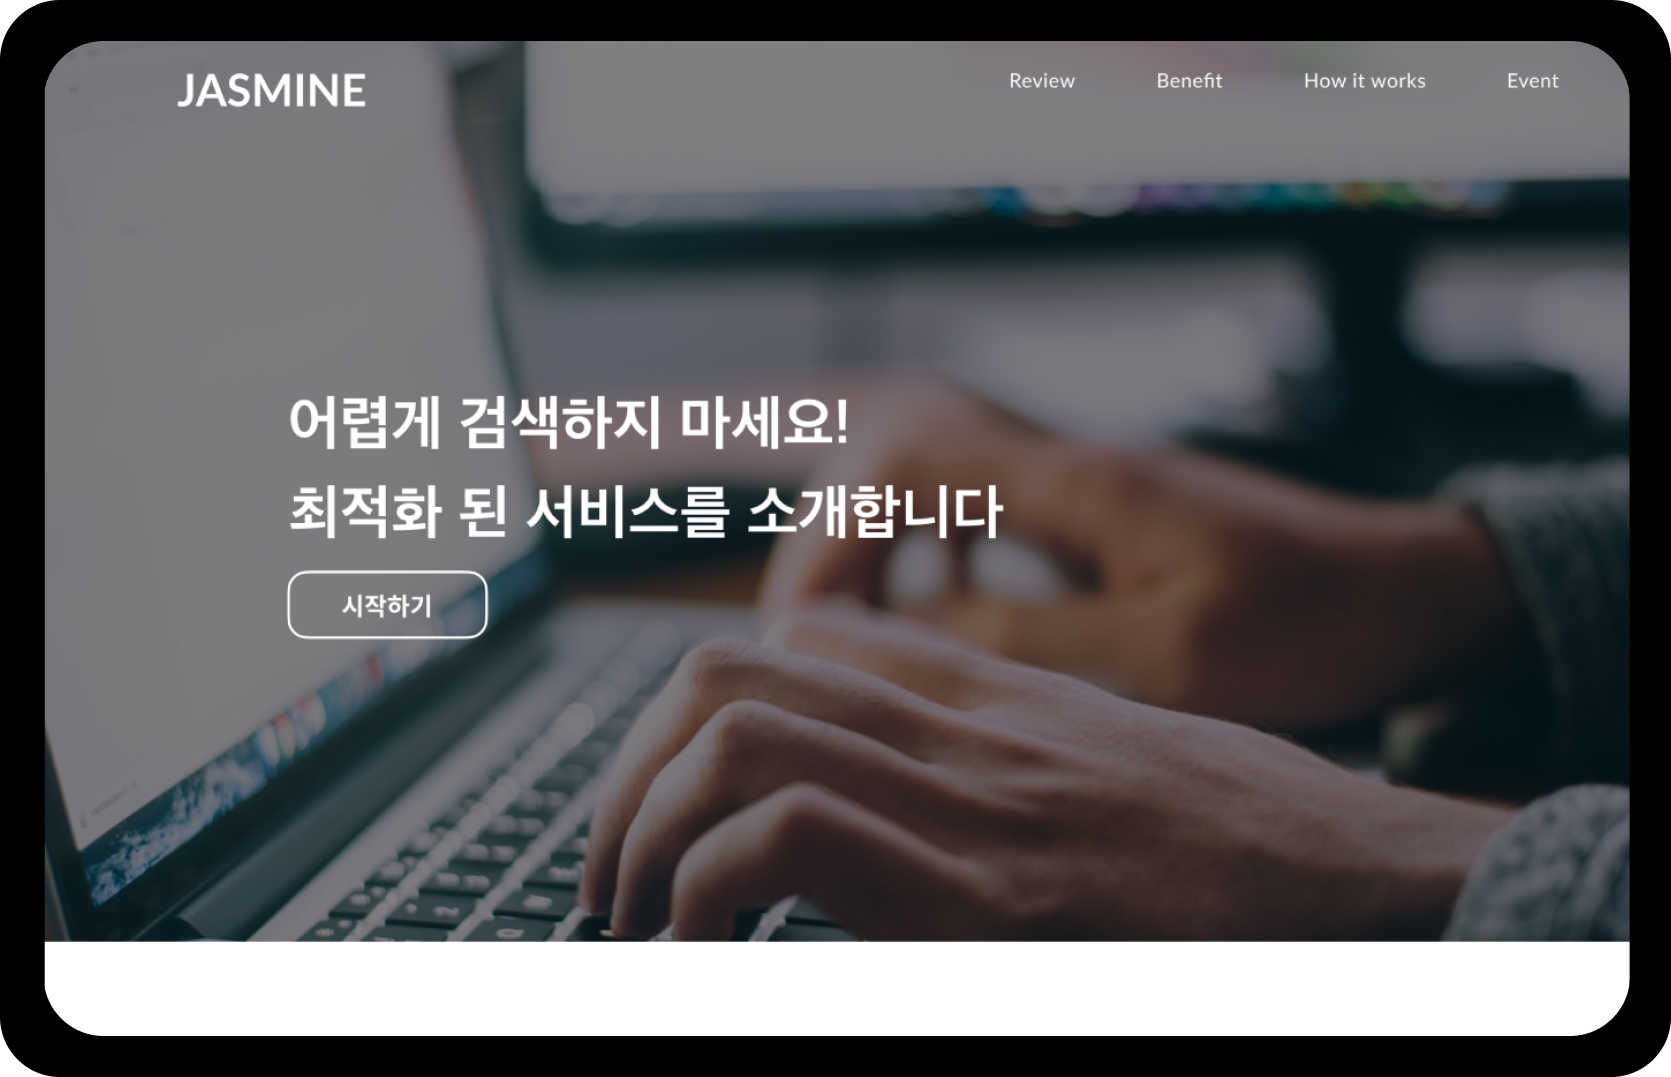 JASMINE
Review
Benefit
How it works
Event
어렵게 검색하지 마세요!
최적화 된 서비스를 소개합니다
시작하기